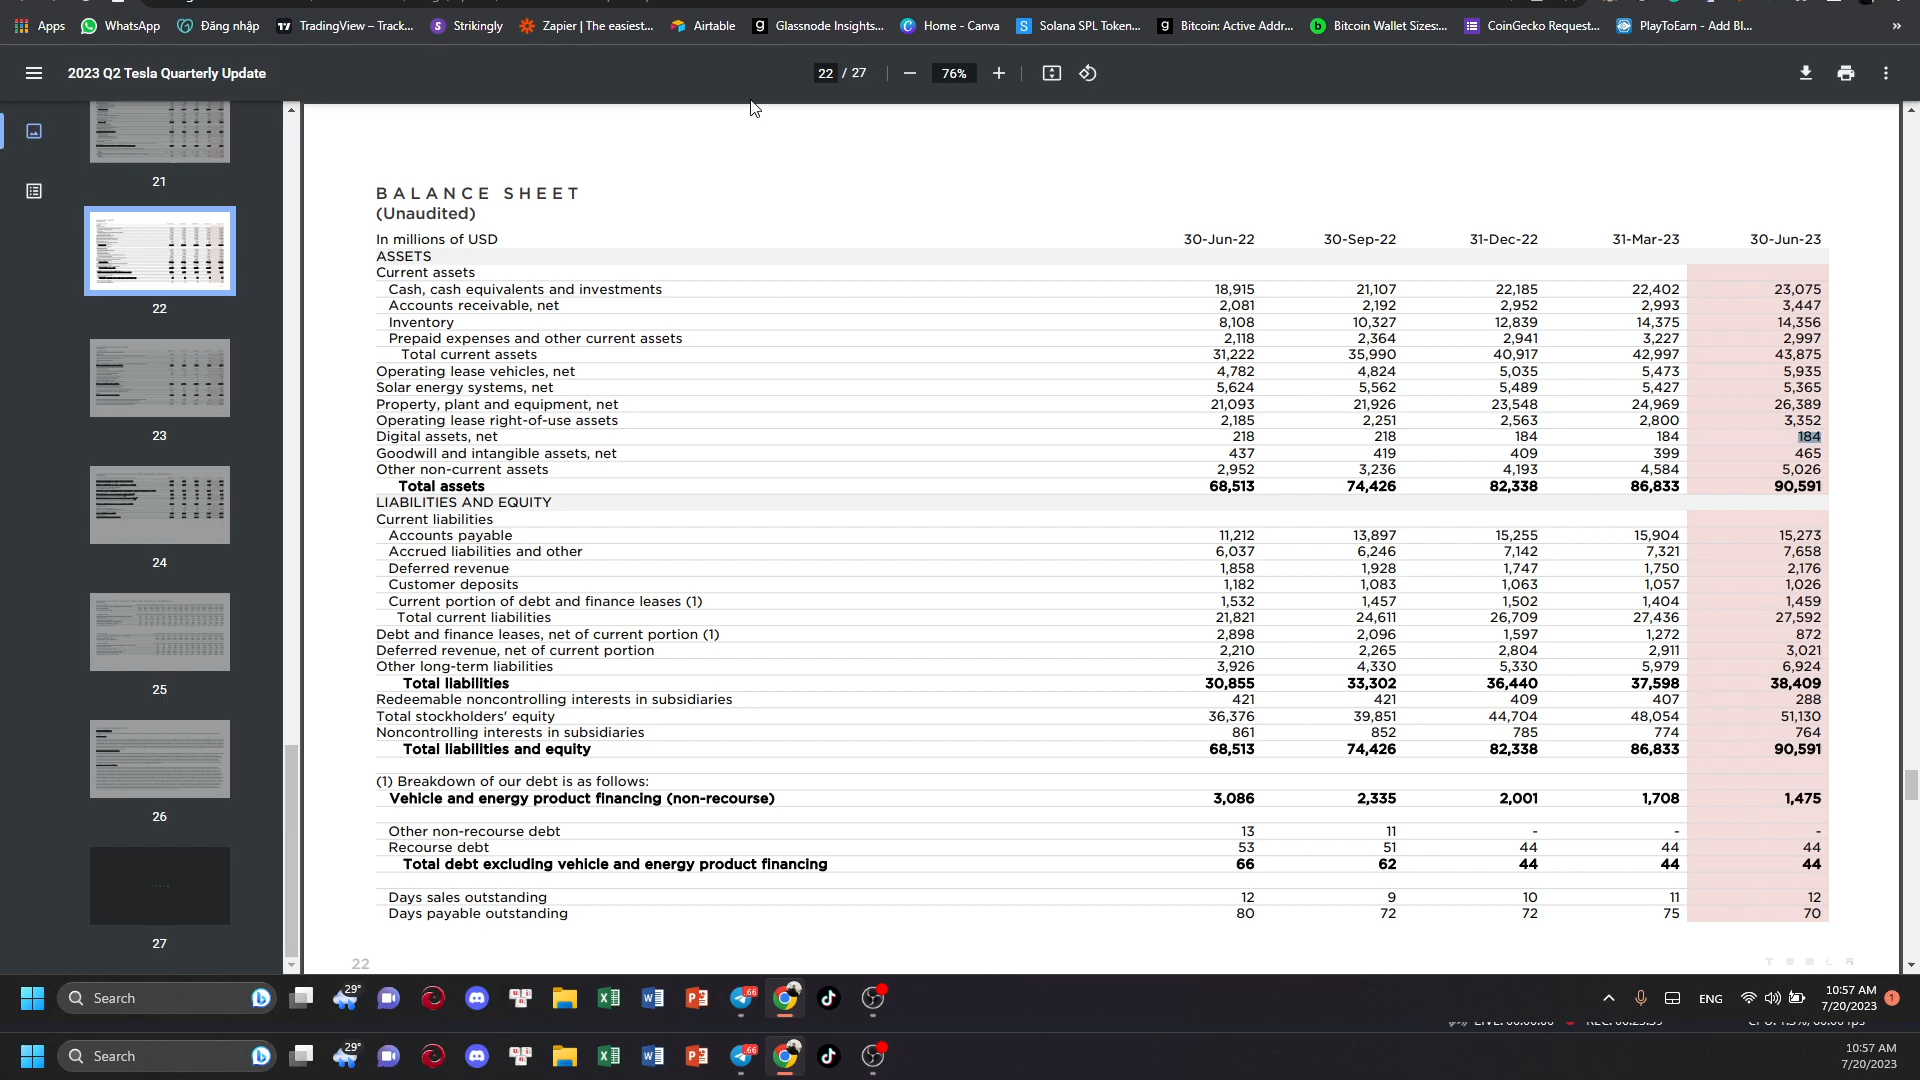 Apps WhatsApp Đăng nhập TradingView – Track... Strikingly Zapier | The easiest... Airtable Glassnode Insights... Home - Canva Solana SPL Token... Bitcoin: Active Addr... Bitcoin Wallet Sizes:... CoinGecko Request... PlayToEarn - Add Bl... »
2023 Q2 Tesla Quarterly Update 22 / 27 76%
21
22
23
24
25
26
27
BALANCE SHEET
(Unaudited)
In millions of USD 30-Jun-22 30-Sep-22 31-Dec-22 31-Mar-23 30-Jun-23
ASSETS
Current assets
Cash, cash equivalents and investments 18,915 21,107 22,185 22,402 23,075
Accounts receivable, net 2,081 2,192 2,952 2,993 3,447
Inventory 8,108 10,327 12,839 14,375 14,356
Prepaid expenses and other current assets 2,118 2,364 2,941 3,227 2,997
Total current assets 31,222 35,990 40,917 42,997 43,875
Operating lease vehicles, net 4,782 4,824 5,035 5,473 5,935
Solar energy systems, net 5,624 5,562 5,489 5,427 5,365
Property, plant and equipment, net 21,093 21,926 23,548 24,969 26,389
Operating lease right-of-use assets 2,185 2,251 2,563 2,800 3,352
Digital assets, net 218 218 184 184 184
Goodwill and intangible assets, net 437 419 409 399 465
Other non-current assets 2,952 3,236 4,193 4,584 5,026
Total assets 68,513 74,426 82,338 86,833 90,591
LIABILITIES AND EQUITY
Current liabilities
Accounts payable 11,212 13,897 15,255 15,904 15,273
Accrued liabilities and other 6,037 6,246 7,142 7,321 7,658
Deferred revenue 1,858 1,928 1,747 1,750 2,176
Customer deposits 1,182 1,083 1,063 1,057 1,026
Current portion of debt and finance leases (1) 1,532 1,457 1,502 1,404 1,459
Total current liabilities 21,821 24,611 26,709 27,436 27,592
Debt and finance leases, net of current portion (1) 2,898 2,096 1,597 1,272 872
Deferred revenue, net of current portion 2,210 2,265 2,804 2,911 3,021
Other long-term liabilities 3,926 4,330 5,330 5,979 6,924
Total liabilities 30,855 33,302 36,440 37,598 38,409
Redeemable noncontrolling interests in subsidiaries 421 421 409 407 288
Total stockholders' equity 36,376 39,851 44,704 48,054 51,130
Noncontrolling interests in subsidiaries 861 852 785 774 764
Total liabilities and equity 68,513 74,426 82,338 86,833 90,591
(1) Breakdown of our debt is as follows:
Vehicle and energy product financing (non-recourse) 3,086 2,335 2,001 1,708 1,475
Other non-recourse debt 13 11 - - -
Recourse debt 53 51 44 44 44
Total debt excluding vehicle and energy product financing 66 62 44 44 44
Days sales outstanding 12 9 10 11 12
Days payable outstanding 80 72 72 75 70
22
Search 29° 66 ENG 10:57 AM
7/20/2023 1
Search 29° 66 10:57 AM
7/20/2023